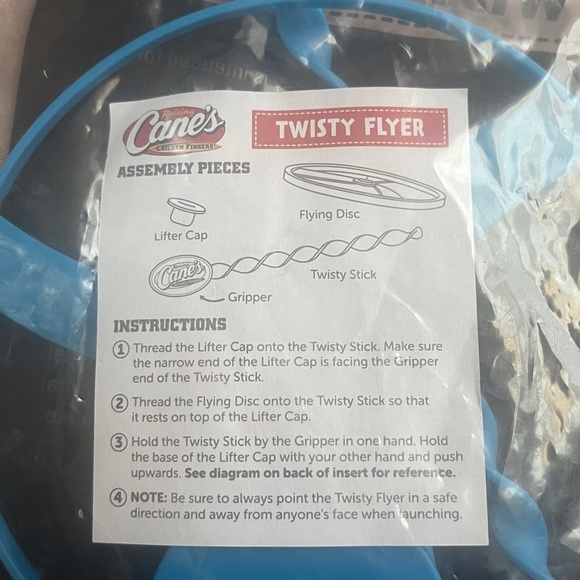 Raising
Cane's
CHICKEN FINGERS
TWISTY FLYER
ASSEMBLY PIECES
Flying Disc
Lifter Cap
Cane's
Twisty Stick
Gripper
INSTRUCTIONS
1 Thread the Lifter Cap onto the Twisty Stick. Make sure
the narrow end of the Lifter Cap is facing the Gripper
end of the Twisty Stick.
2 Thread the Flying Disc onto the Twisty Stick so that
it rests on top of the Lifter Cap.
3 Hold the Twisty Stick by the Gripper in one hand. Hold
the base of the Lifter Cap with your other hand and push
upwards. See diagram on back of insert for reference.
4 NOTE: Be sure to always point the Twisty Flyer in a safe
direction and away from anyone's face when launching.